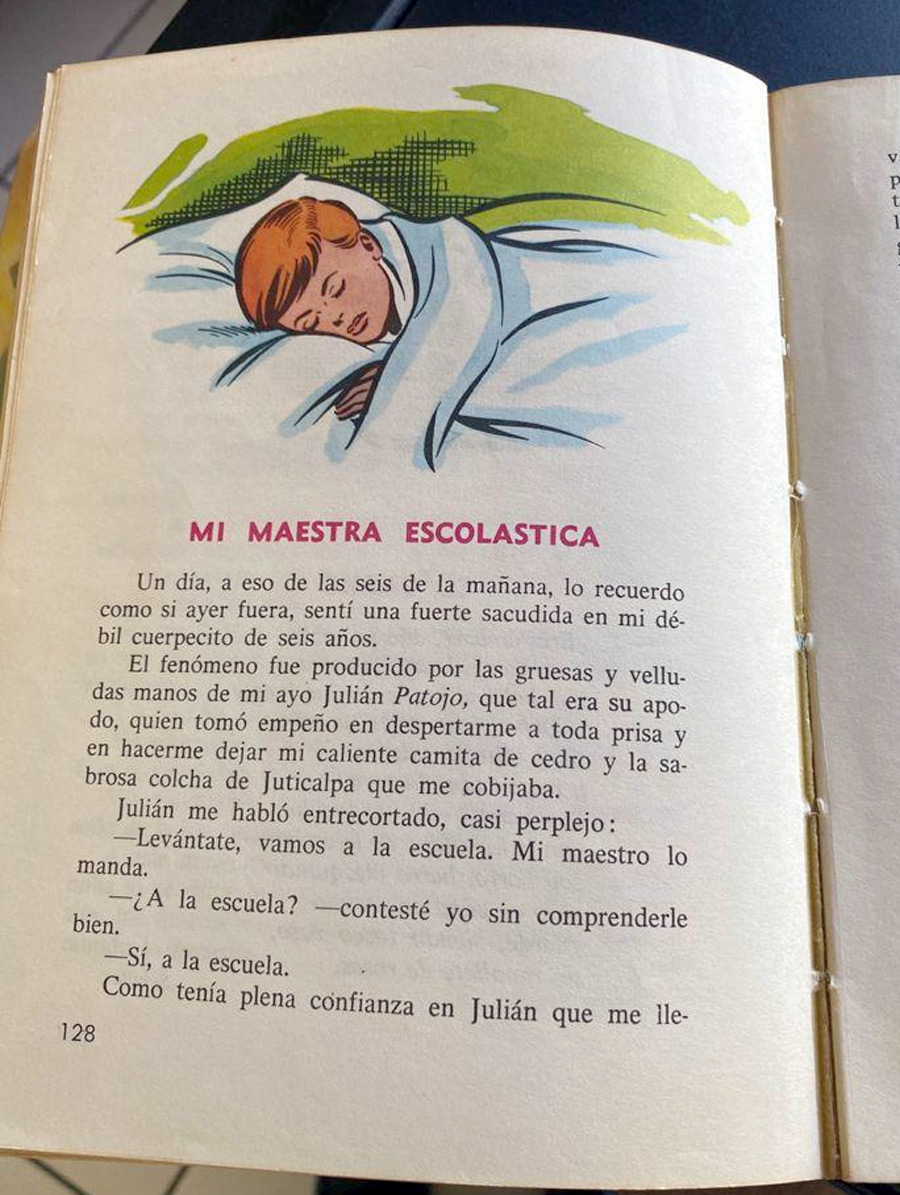 MI MAESTRA ESCOLASTICA
Un día, a eso de las seis de la mañana, lo recuerdo
como si ayer fuera, sentí una fuerte sacudida en mi dé-
bil cuerpecito de seis años.
El fenómeno fue producido por las gruesas y vellu-
das manos de mi ayo Julián Patojo, que tal era su apo-
do, quien tomó empeño en despertarme a toda prisa y
en hacerme dejar mi caliente camita de cedro y la sa-
brosa colcha de Juticalpa que me cobijaba.
Julián me habló entrecortado, casi perplejo:
—Levántate, vamos a la escuela. Mi maestro lo
manda.
—¿A la escuela? —contesté yo sin comprenderle
bien.
—Sí, a la escuela.
Como tenía plena confianza en Julián que me lle-
128